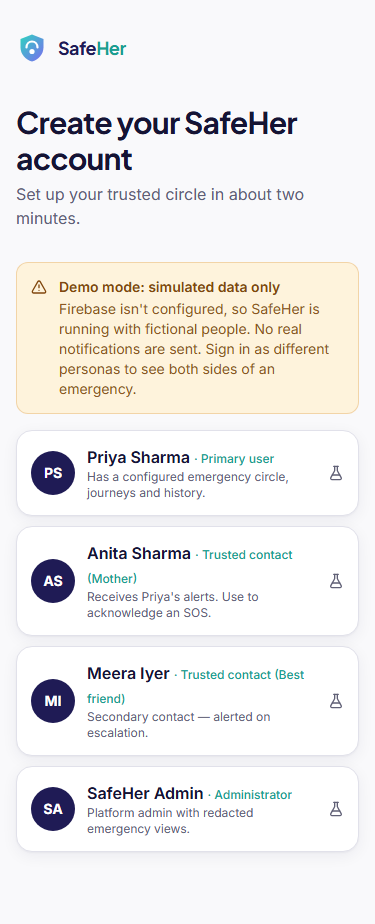 SafeHer
Create your SafeHer
account
Set up your trusted circle in about two
minutes.
Demo mode: simulated data only
Firebase isn't configured, so SafeHer is
running with fictional people. No real
notifications are sent. Sign in as different
personas to see both sides of an
emergency.
PS
Priya Sharma · Primary user
Has a configured emergency circle,
journeys and history.
AS
Anita Sharma · Trusted contact
(Mother)
Receives Priya's alerts. Use to
acknowledge an SOS.
MI
Meera Iyer · Trusted contact (Best
friend)
Secondary contact — alerted on
escalation.
SA
SafeHer Admin · Administrator
Platform admin with redacted
emergency views.